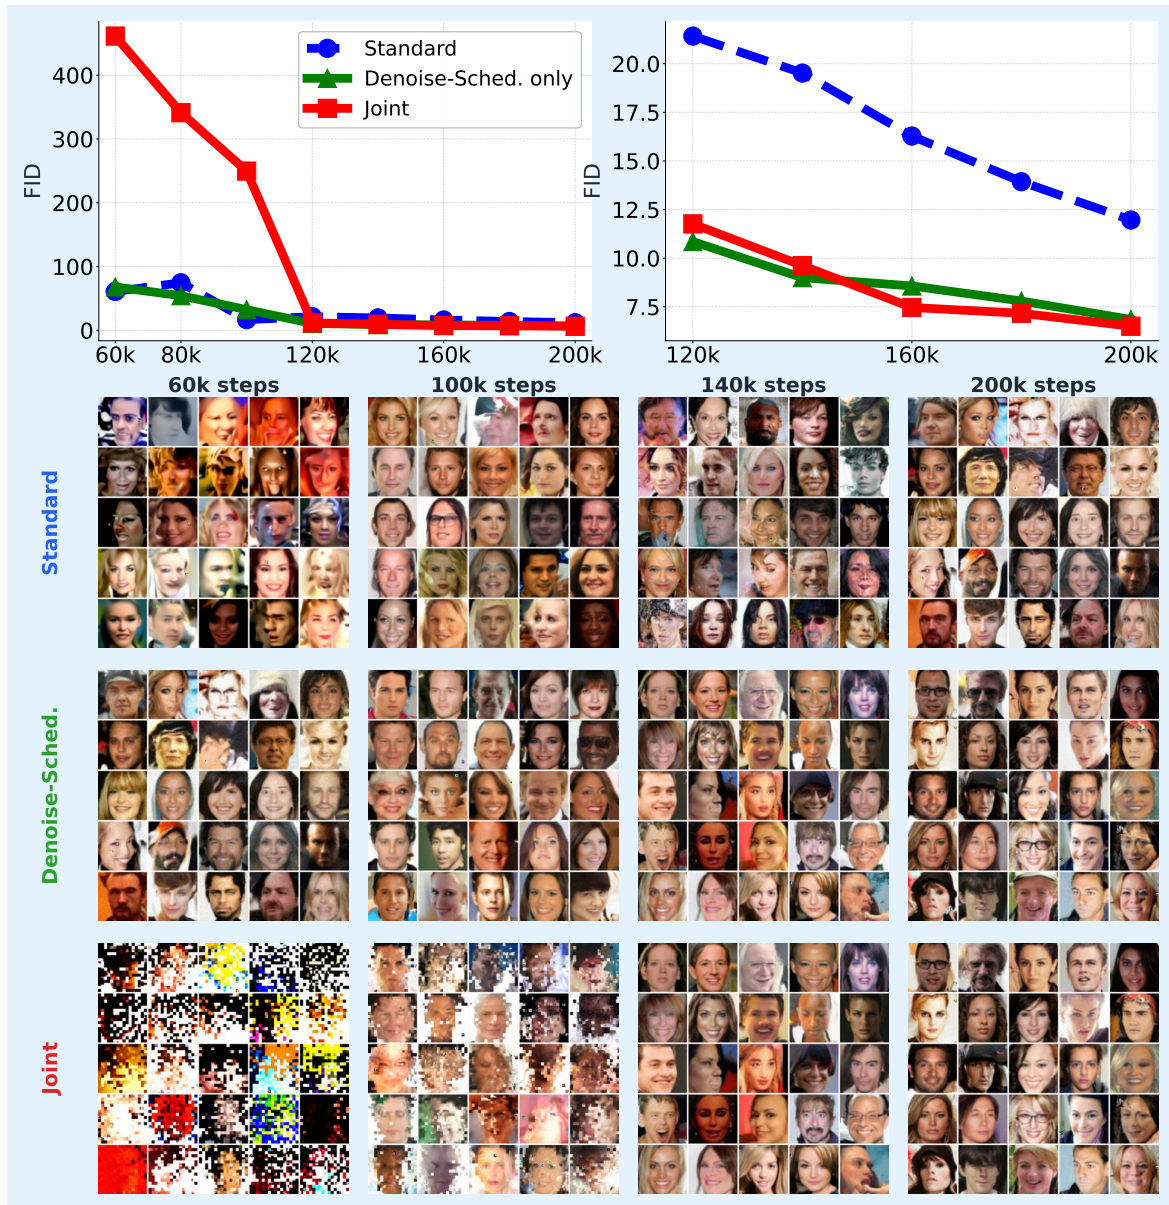 Standard
Denoise-Sched. only
Joint
FID
400
300
200
100
0
60k 80k 120k 160k 200k
FID
20.0
17.5
15.0
12.5
10.0
7.5
120k 160k 200k
60k steps 100k steps 140k steps 200k steps
Standard
Denoise-Sched.
Joint